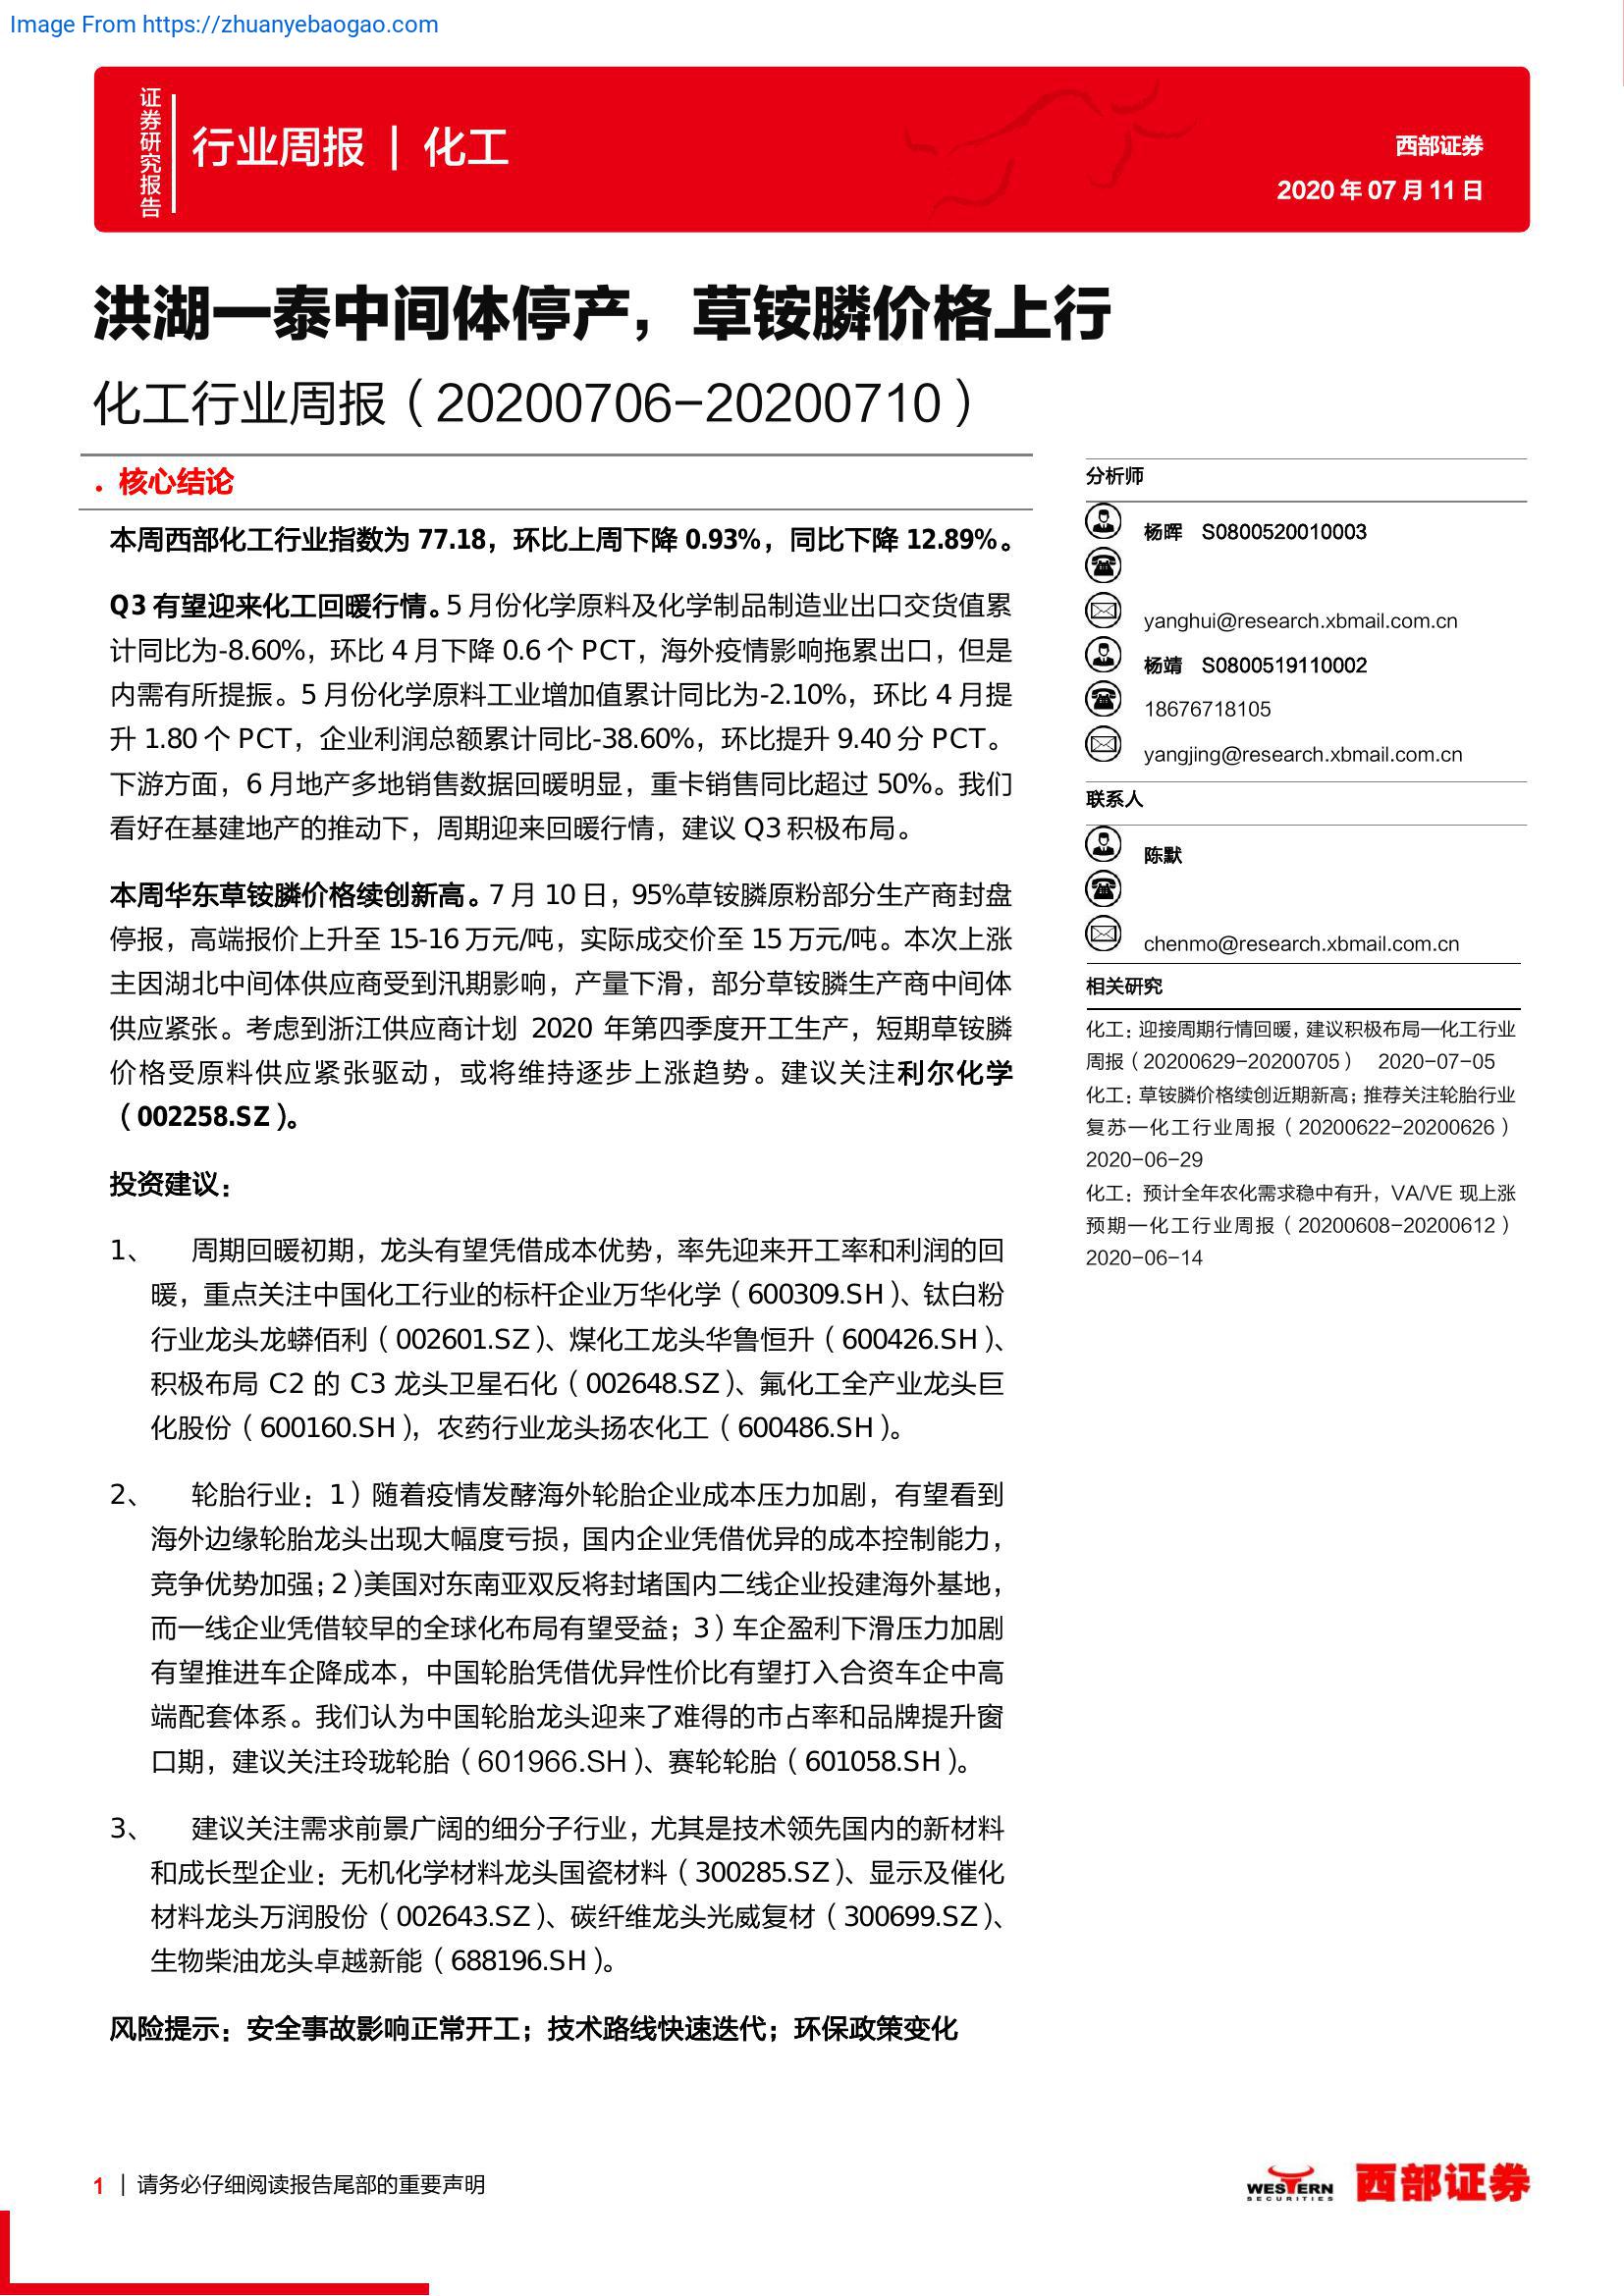 Image From https://zhuanyebaogao.com
证券研究报告
行业周报 | 化工
西部证券
2020 年 07 月 11 日
洪湖一泰中间体停产，草铵膦价格上行
化工行业周报（20200706-20200710）
• 核心结论
本周西部化工行业指数为 77.18，环比上周下降 0.93%，同比下降 12.89%。
Q3 有望迎来化工回暖行情。5 月份化学原料及化学制品制造业出口交货值累
计同比为-8.60%，环比 4 月下降 0.6 个 PCT，海外疫情影响拖累出口，但是
内需有所提振。5 月份化学原料工业增加值累计同比为-2.10%，环比 4 月提
升 1.80 个 PCT，企业利润总额累计同比-38.60%，环比提升 9.40 分 PCT。
下游方面，6 月地产多地销售数据回暖明显，重卡销售同比超过 50%。我们
看好在基建地产的推动下，周期迎来回暖行情，建议 Q3 积极布局。
本周华东草铵膦价格续创新高。7 月 10 日，95%草铵膦原粉部分生产商封盘
停报，高端报价上升至 15-16 万元/吨，实际成交价至 15 万元/吨。本次上涨
主因湖北中间体供应商受到汛期影响，产量下滑，部分草铵膦生产商中间体
供应紧张。考虑到浙江供应商计划 2020 年第四季度开工生产，短期草铵膦
价格受原料供应紧张驱动，或将维持逐步上涨趋势。建议关注利尔化学
（002258.SZ）。
投资建议：
1、 周期回暖初期，龙头有望凭借成本优势，率先迎来开工率和利润的回
暖，重点关注中国化工行业的标杆企业万华化学（600309.SH）、钛白粉
行业龙头龙蟒佰利（002601.SZ）、煤化工龙头华鲁恒升（600426.SH）、
积极布局 C2 的 C3 龙头卫星石化（002648.SZ）、氟化工全产业龙头巨
化股份（600160.SH），农药行业龙头扬农化工（600486.SH）。
2、 轮胎行业：1）随着疫情发酵海外轮胎企业成本压力加剧，有望看到
海外边缘轮胎龙头出现大幅度亏损，国内企业凭借优异的成本控制能力，
竞争优势加强；2）美国对东南亚双反将封堵国内二线企业投建海外基地，
而一线企业凭借较早的全球化布局有望受益；3）车企盈利下滑压力加剧
有望推进车企降成本，中国轮胎凭借优异性价比有望打入合资车企中高
端配套体系。我们认为中国轮胎龙头迎来了难得的市占率和品牌提升窗
口期，建议关注玲珑轮胎（601966.SH）、赛轮轮胎（601058.SH）。
3、 建议关注需求前景广阔的细分子行业，尤其是技术领先国内的新材料
和成长型企业：无机化学材料龙头国瓷材料（300285.SZ）、显示及催化
材料龙头万润股份（002643.SZ）、碳纤维龙头光威复材（300699.SZ）、
生物柴油龙头卓越新能（688196.SH）。
风险提示：安全事故影响正常开工；技术路线快速迭代；环保政策变化
分析师
杨晖 S0800520010003
yanghui@research.xbmail.com.cn
杨靖 S0800519110002
18676718105
yangjing@research.xbmail.com.cn
联系人
陈默
chenmo@research.xbmail.com.cn
相关研究
化工：迎接周期行情回暖，建议积极布局—化工行业
周报（20200629-20200705） 2020-07-05
化工：草铵膦价格续创近期新高；推荐关注轮胎行业
复苏—化工行业周报（20200622-20200626）
2020-06-29
化工：预计全年农化需求稳中有升，VA/VE 现上涨
预期—化工行业周报（20200608-20200612）
2020-06-14
1 | 请务必仔细阅读报告尾部的重要声明
WESTERN
SECURITIES
西部证券